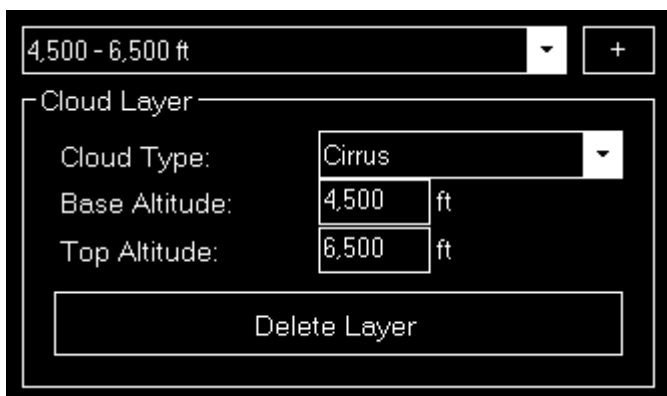 4,500 - 6,500 ft +
Cloud Layer
Cloud Type: Cirrus
Base Altitude: 4,500 ft
Top Altitude: 6,500 ft
Delete Layer